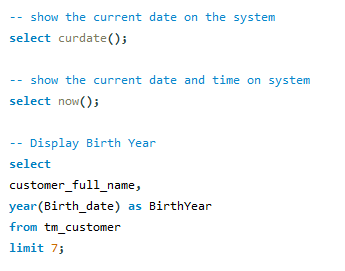 -- show the current date on the system
select curdate();
-- show the current date and time on system
select now();
-- Display Birth Year
select
customer_full_name,
year(Birth_date) as BirthYear
from tm_customer
limit 7;